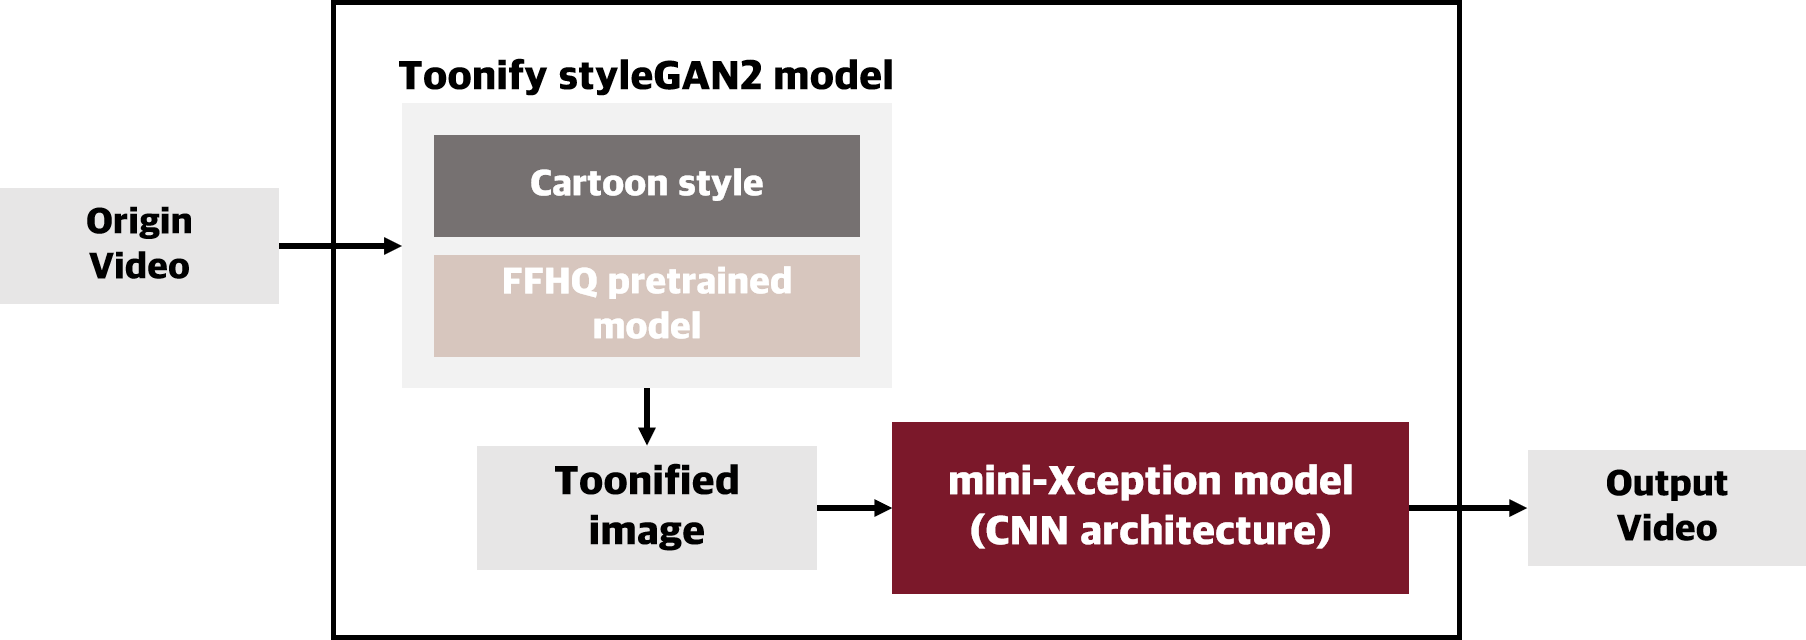 Toonify styleGAN2 model
Cartoon style
FFHQ pretrained
model
Origin
Video
Toonified
image
mini-Xception model
(CNN architecture)
Output
Video